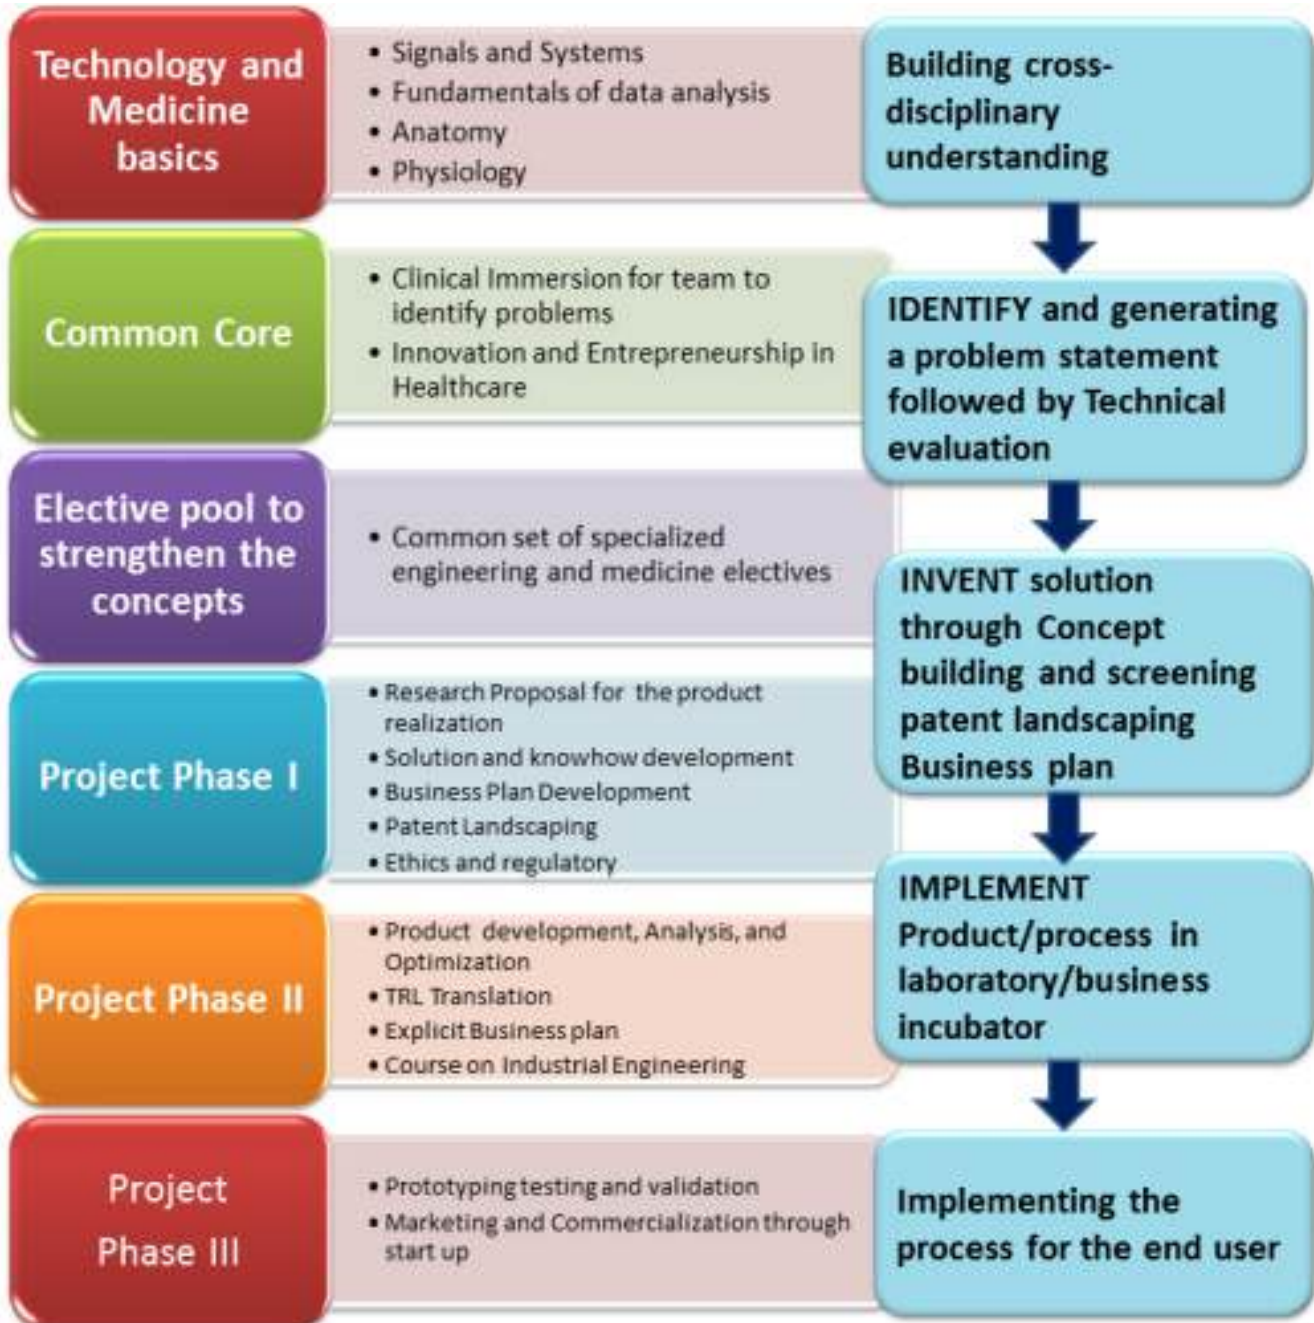 Technology and
Medicine
basics
• Signals and Systems
• Fundamentals of data analysis
• Anatomy
• Physiology
Building cross-
disciplinary
understanding
Common Core
• Clinical Immersion for team to
identify problems
• Innovation and Entrepreneurship in
Healthcare
IDENTIFY and generating
a problem statement
followed by Technical
evaluation
Elective pool to
strengthen the
concepts
• Common set of specialized
engineering and medicine electives
INVENT solution
through Concept
building and screening
patent landscaping
Business plan
Project Phase I
• Research Proposal for the product
realization
• Solution and knowhow development
• Business Plan Development
• Patent Landscaping
• Ethics and regulatory
IMPLEMENT
Product/process in
laboratory/business
incubator
Project Phase II
• Product development, Analysis, and
Optimization
• TRL Translation
• Explicit Business plan
• Course on Industrial Engineering
Project
Phase III
• Prototyping testing and validation
• Marketing and Commercialization through
start up
Implementing the
process for the end user